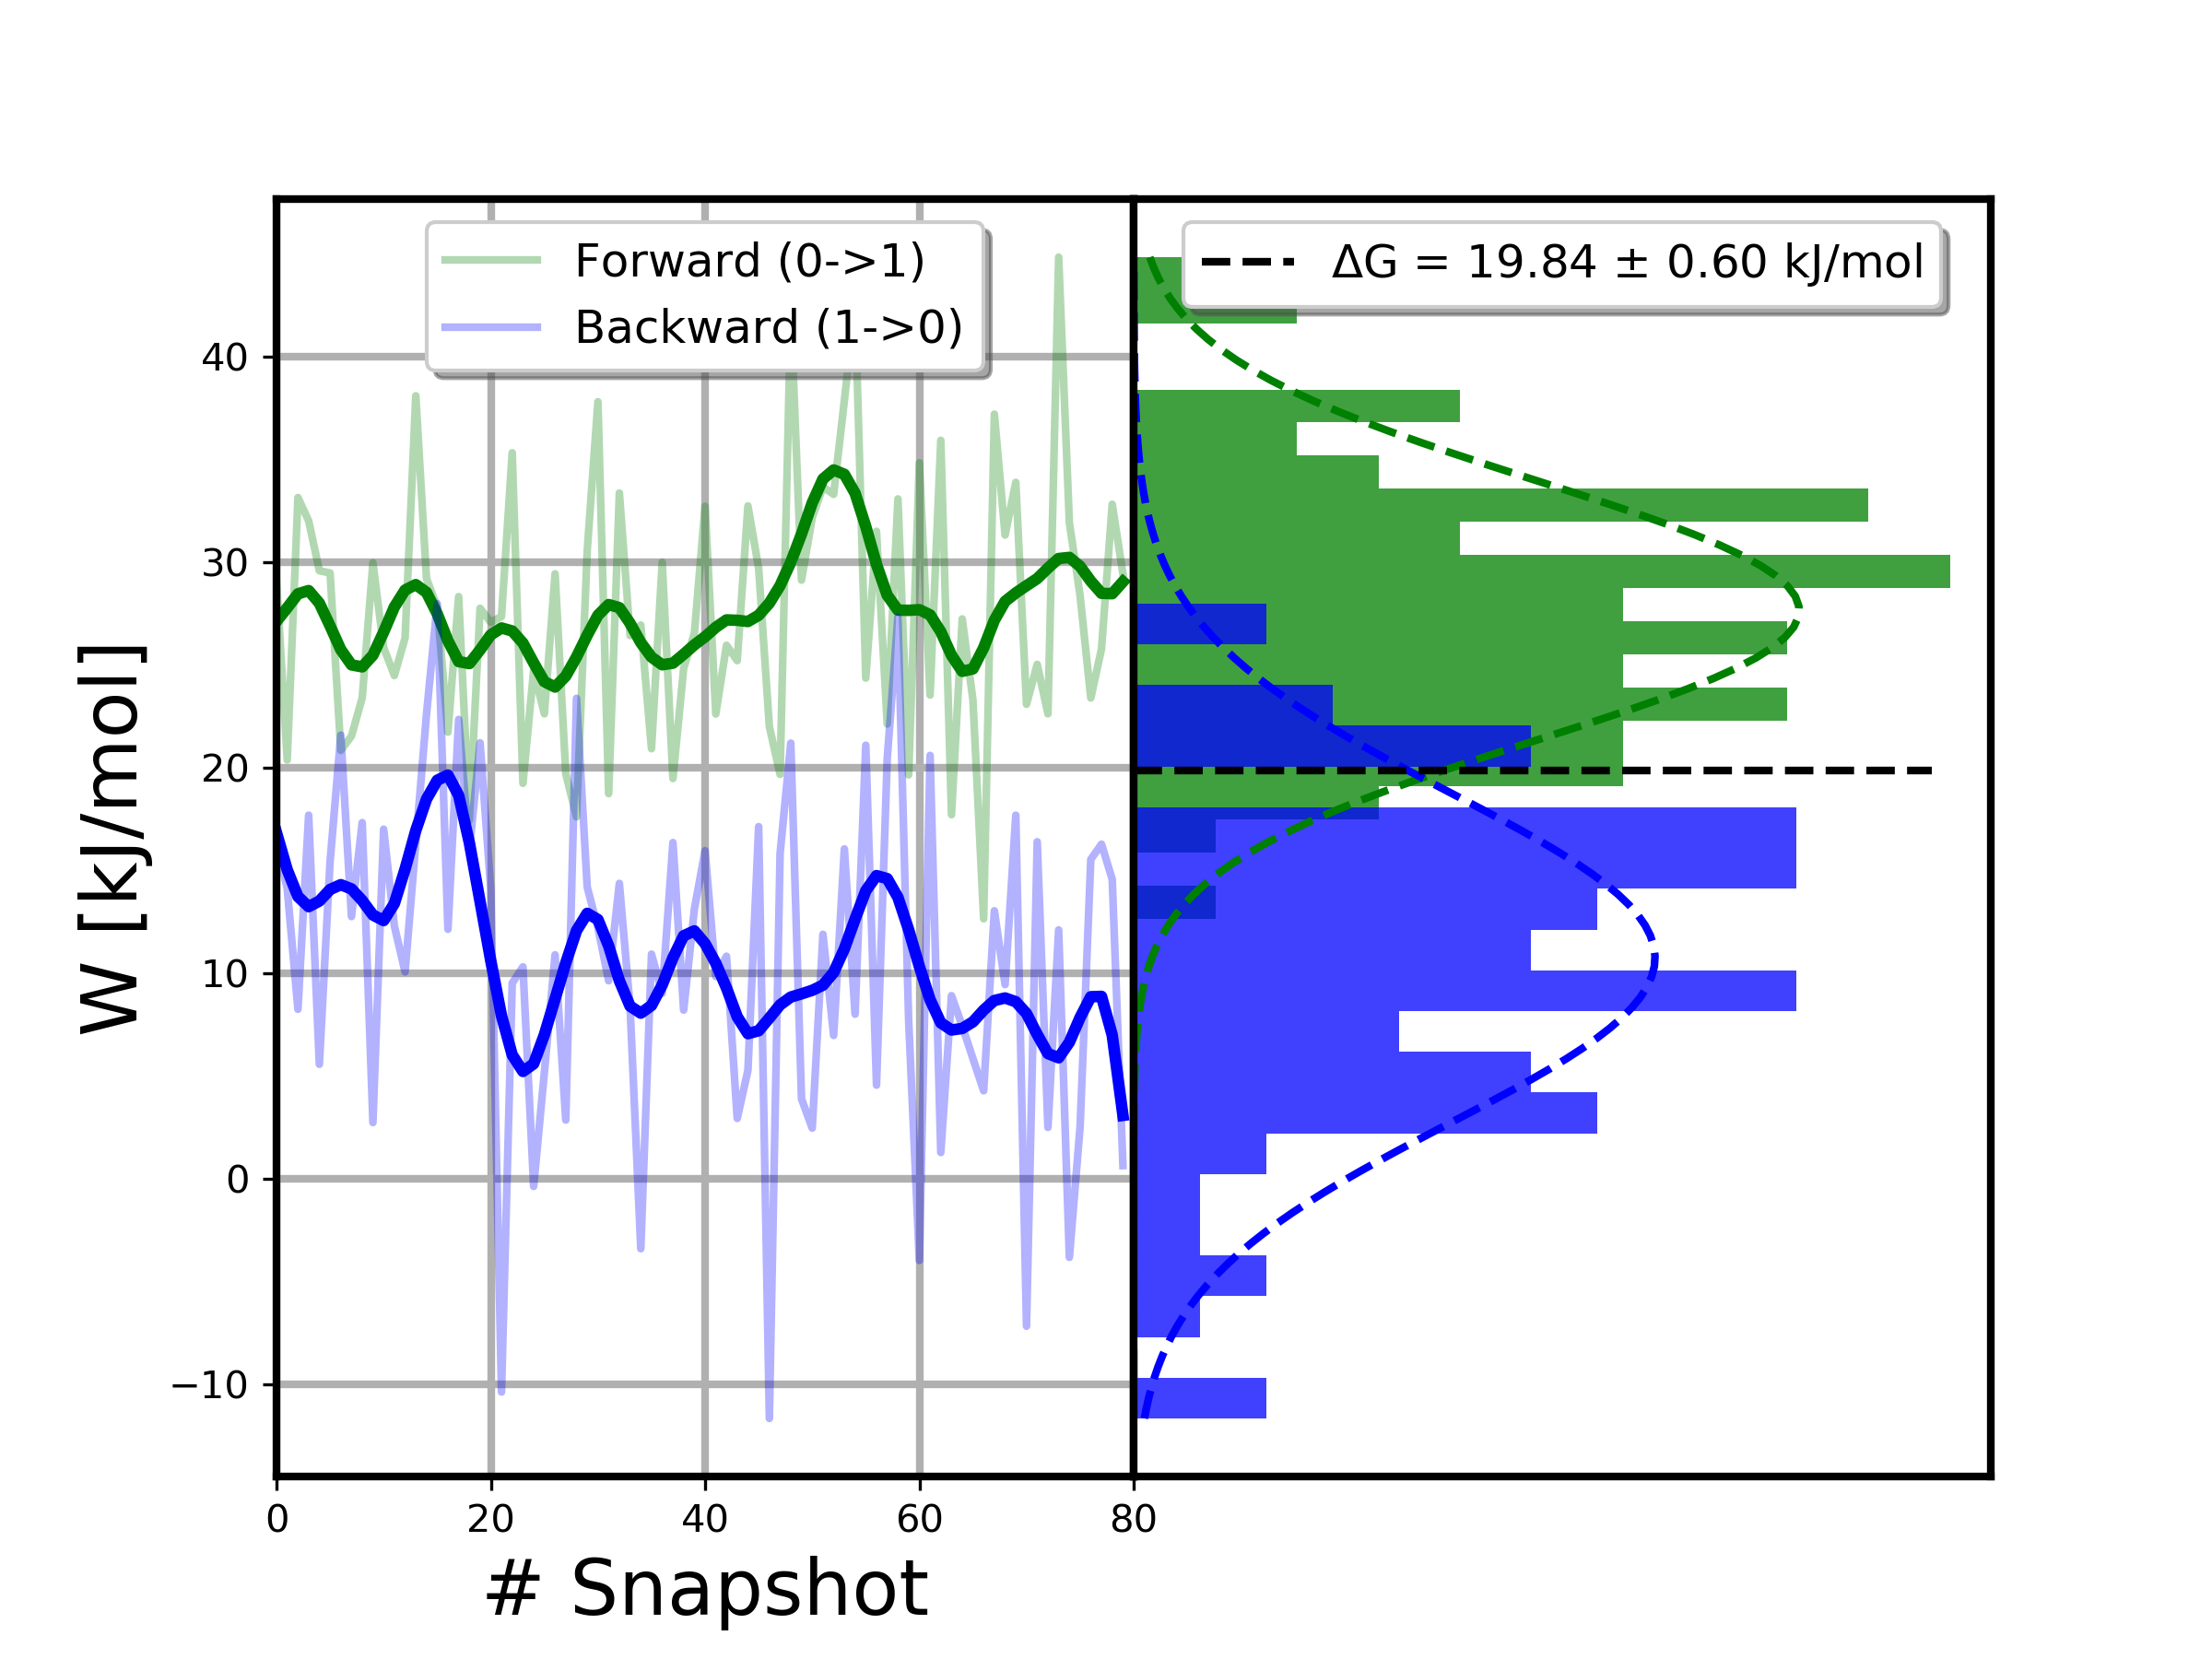 Forward (0->1)
Backward (1->0)
ΔG = 19.84 ± 0.60 kJ/mol
W [kJ/mol]
40
30
20
10
0
−10
0 20 40 60 80
# Snapshot